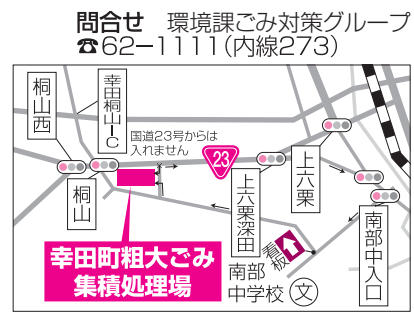 問合せ　環境課ごみ対策グループ
☎62−1111（内線273）
桐山西
幸田桐山IC
国道23号からは
入れません
23
上六栗
桐山
上六栗深田
南部中入口
幸田町粗大ごみ
集積処理場
看板
南部
中学校
文